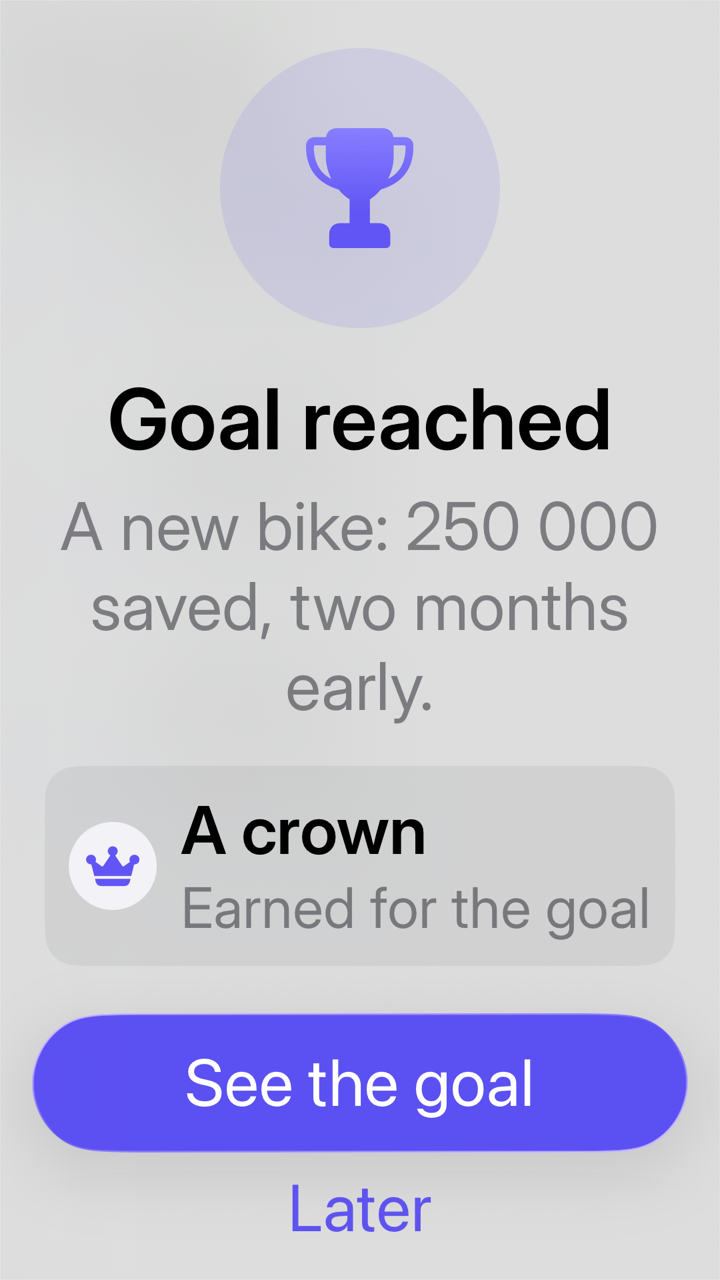 Goal reached
A new bike: 250 000
saved, two months
early.
A crown
Earned for the goal
See the goal
Later